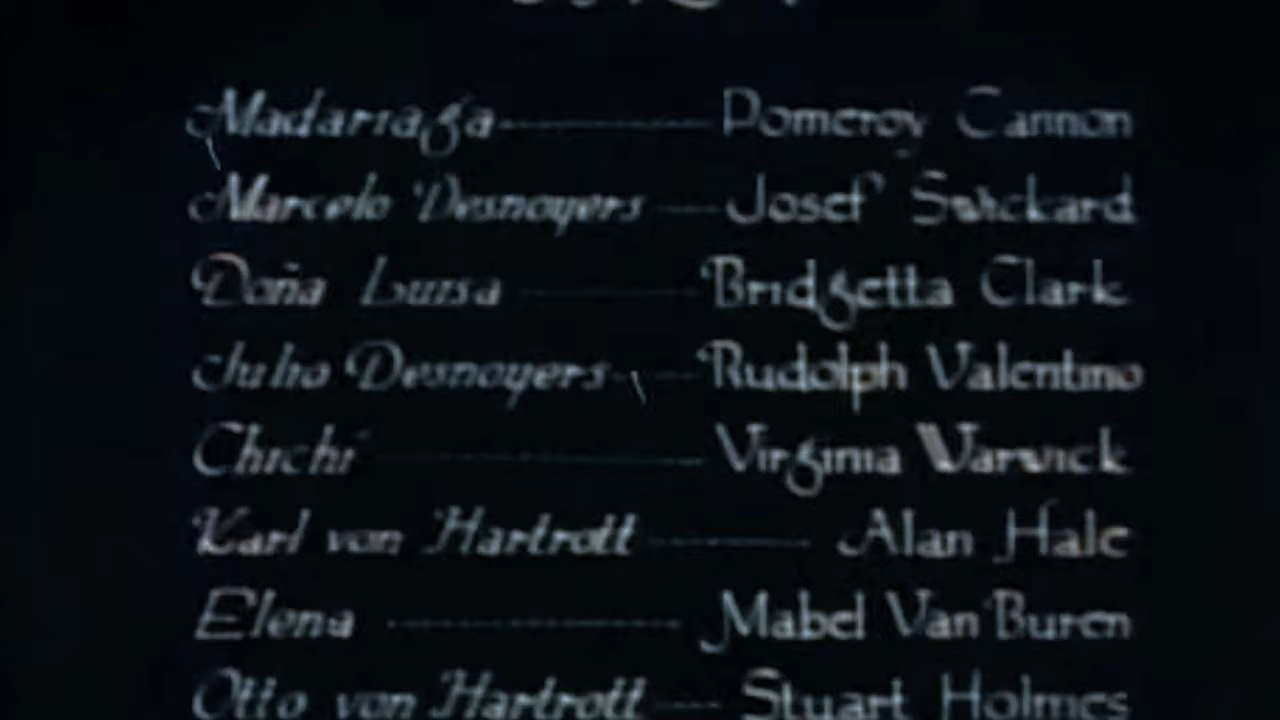 Madariaga Pomeroy Cannon
Marcelo Desnoyers Josef Swickard
Doña Luisa Bridgetta Clark
Julio Desnoyers Rudolph Valentino
Chichi Virginia Warwick
Karl von Hartrott Alan Hale
Elena Mabel Van Buren
Otto von Hartrott Stuart Holmes